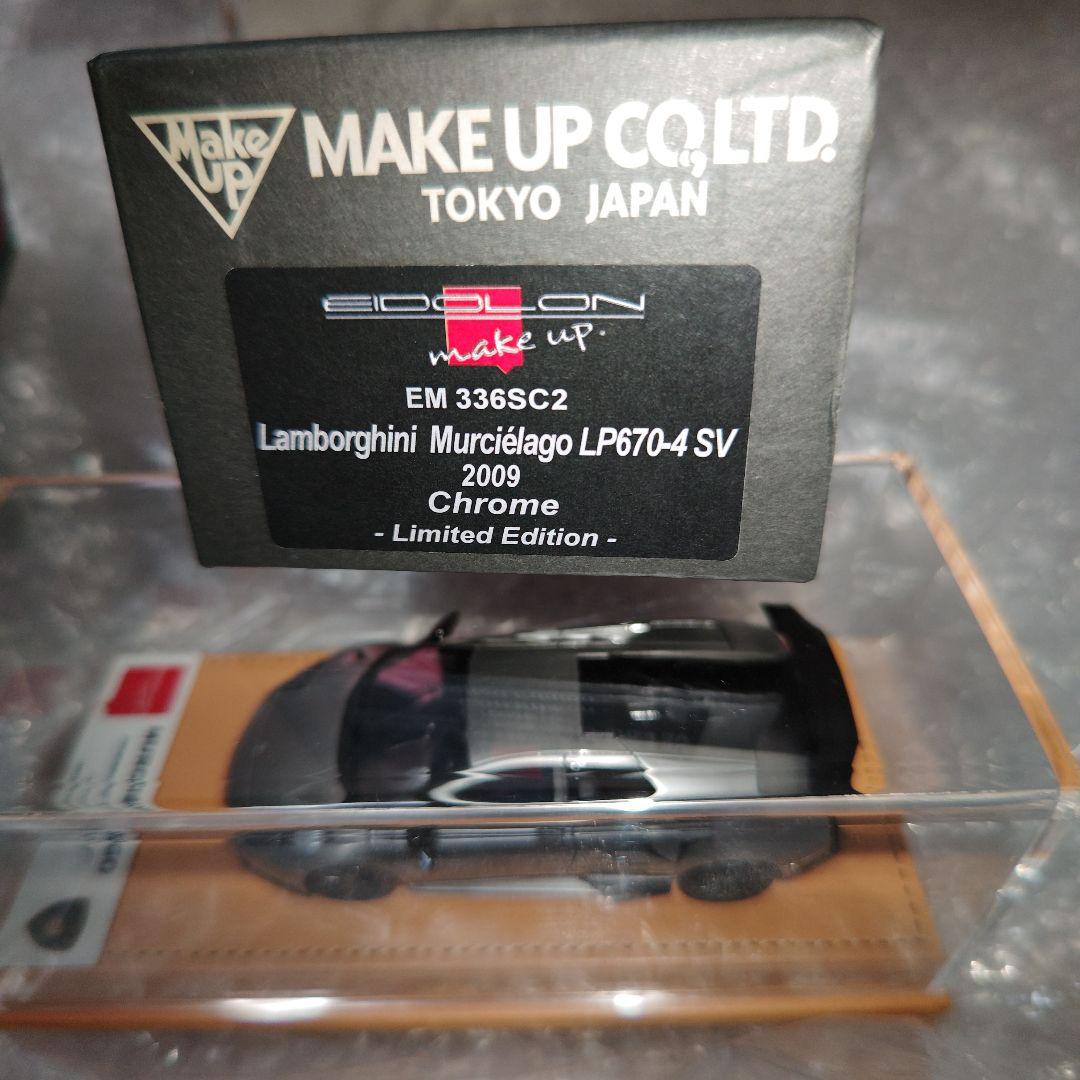 Make
UP
MAKE UP CO.,LTD.
TOKYO JAPAN
EIDOLON
make up.
EM 336SC2
Lamborghini Murciélago LP670-4 SV
2009
Chrome
- Limited Edition -